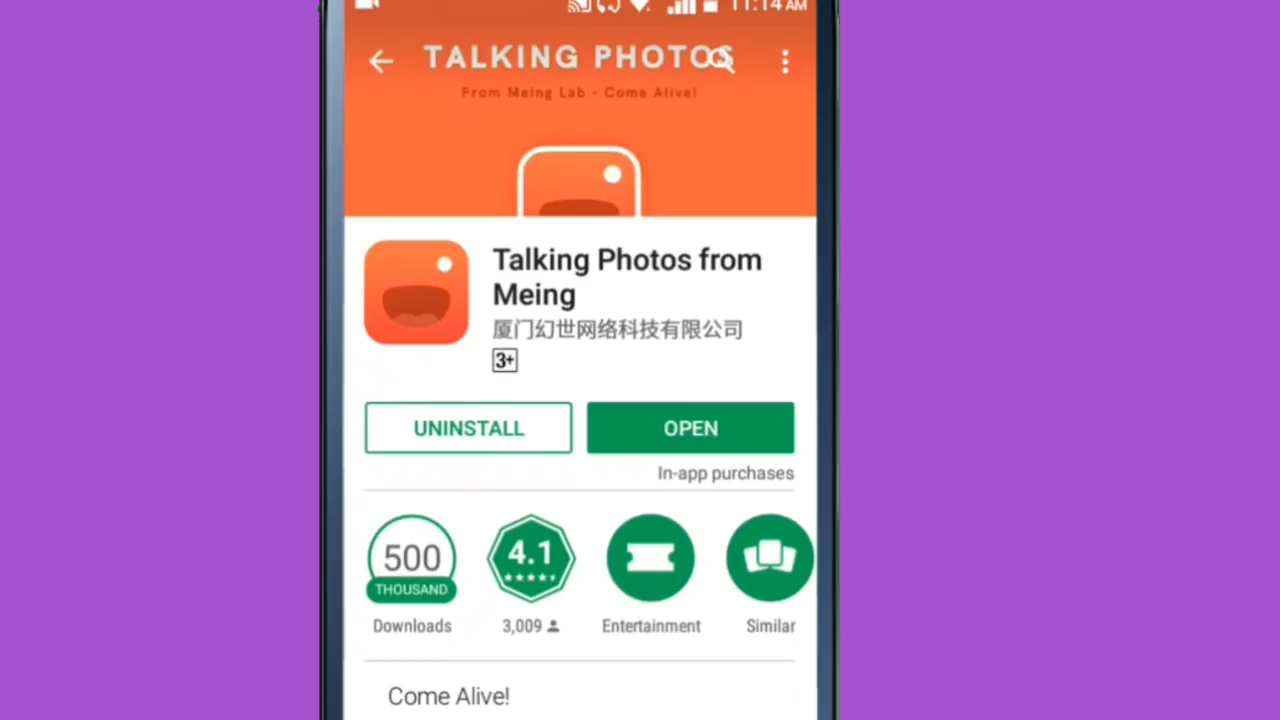 11:14 AM
TALKING PHOTOS
From Meing Lab - Come Alive!
Talking Photos from
Meing
厦门幻世网络科技有限公司
3+
UNINSTALL
OPEN
In-app purchases
500
THOUSAND
Downloads
4.1
3,009
Entertainment
Similar
Come Alive!